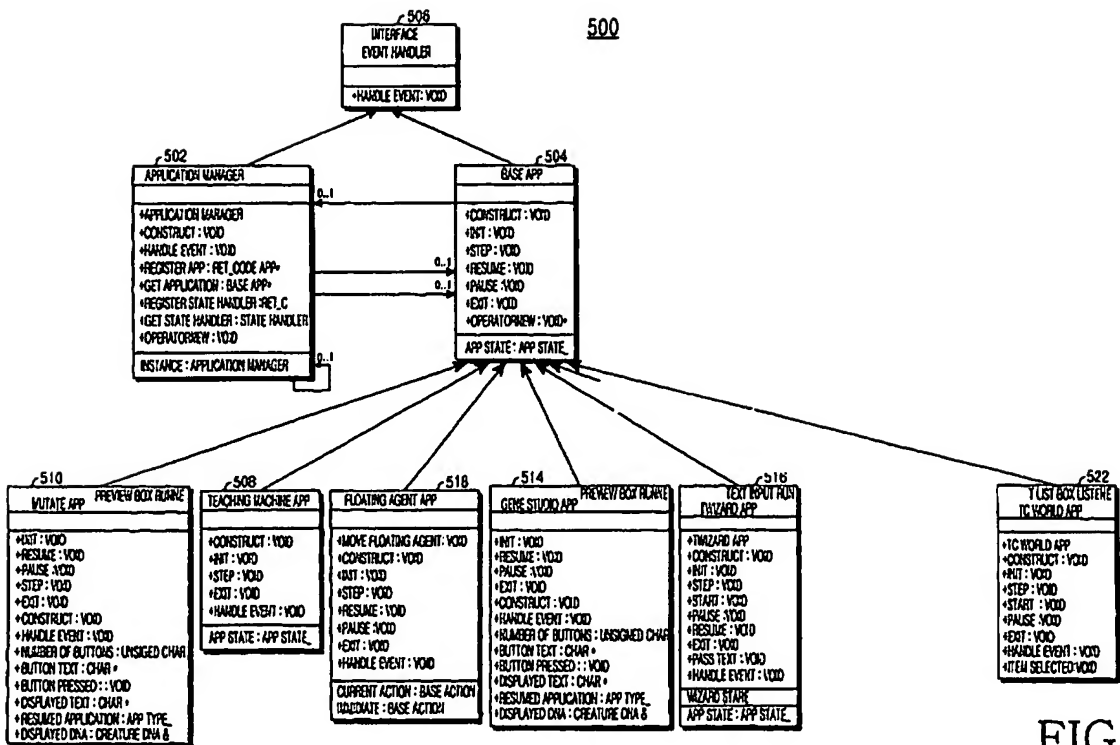 506
500
INTERFACE
EVENT HANDLER
+HANDLE EVENT: VOID
502
APPLICATION MANAGER
0..1
+APPLICATION MANAGER
+CONSTRUCT : VOID
+HANDLE EVENT : VOID
+REGISTER APP : RET_CODE APP*
+GET APPLICATION : BASE APP*
+REGISTER STATE HANDLER :RET_C
+GET STATE HANDLER : STATE HANDLER
+OPERATORNEW : VOID
INSTANCE : APPLICATION MANAGER
0..1
504
BASE APP
+CONSTRUCT : VOID
+INIT : VOID
+STEP : VOID
+RESUME : VOID
+PAUSE : VOID
+EXIT : VOID
+OPERATORNEW : VOID*
APP STATE : APP STATE_
0..1
0..1
510
PREVIEW BOX RUNNE
MUTATE APP
+INIT : VOID
+RESUME : VOID
+PAUSE : VOID
+STEP : VOID
+EXIT : VOID
+CONSTRUCT : VOID
+HANDLE EVENT : VOID
+NUMBER OF BUTTONS : UNSIGED CHAR
+BUTTON TEXT : CHAR *
+BUTTON PRESSED : : VOID
+DISPLAYED TEXT : CHAR *
+RESUMED APPLICATION : APP TYPE_
+DISPLAYED DNA : CREATURE DNA &
508
TEACHING MACHINE APP
+CONSTRUCT : VOID
+INIT : VOID
+STEP : VOID
+EXIT : VOID
+HANDLE EVENT : VOID
APP STATE : APP STATE_
518
FLOATING AGENT APP
+MOVE FLOATING AGENT: VOID
+CONSTRUCT : VOID
+INIT : VOID
+STEP : VOID
+RESUME : VOID
+PAUSE :VOID
+EXIT : VOID
+HANDLE EVENT : VOID
CURRENT ACTION : BASE ACTION
: BASE ACTION
514
PREVIEW BOX RUNNE
GENE STUDIO APP
+INIT : VOID
+RESUME : VOID
+PAUSE : VOID
+EXIT : VOID
+CONSTRUCT : VOID
+HANDLE EVENT : VOID
+NUMBER OF BUTTONS : UNSIGNED CHAR
+BUTTON TEXT : CHAR *
+BUTTON PRESSED : : VOID
+DISPLAYED TEXT : CHAR *
+RESUMED APPLICATION : APP TYPE_
+DISPLAYED DNA : CREATURE DNA &
516
TEXT INPUT RUN
TWIZARD APP
+TWIZARD APP
+CONSTRUCT : VOID
+INIT : VOID
+STEP : VOID
+START : VOID
+PAUSE : VOID
+RESUME : VOID
+EXIT : VOID
+PASS TEXT : VOID
+HANDLE EVENT : VOID
WIZARD STARE
APP STATE : APP STATE_
522
T LIST BOX LISTENE
TC WORLD APP
+TC WORLD APP
+CONSTRUCT : VOID
+INIT : VOID
+STEP : VOID
+START : VOID
+PAUSE : VOID
+EXIT : VOID
+HANDLE EVENT : VOID
+ITEM SELECTED:VOID
FIG